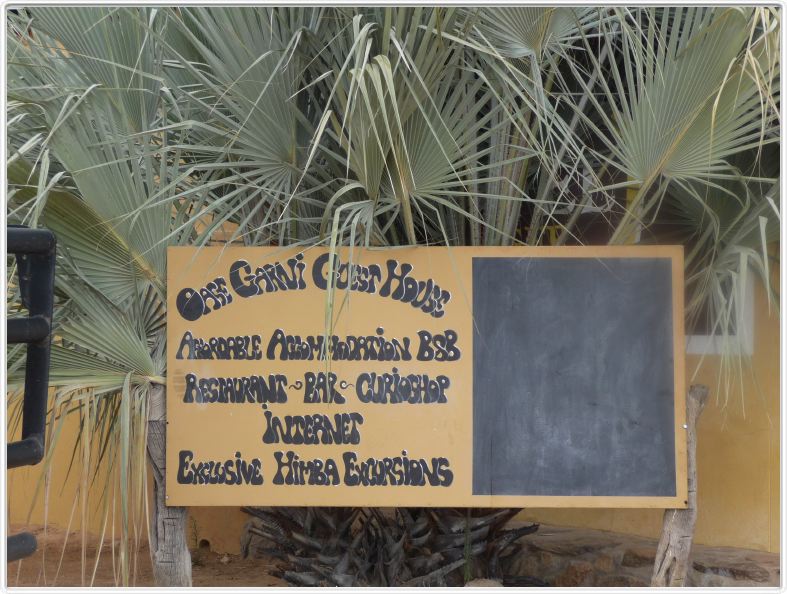 Oase Garni Guest House
Affordable Accommodation B&B
Restaurant ~ Bar ~ Curioshop
Internet
Exclusive Himba Excursions